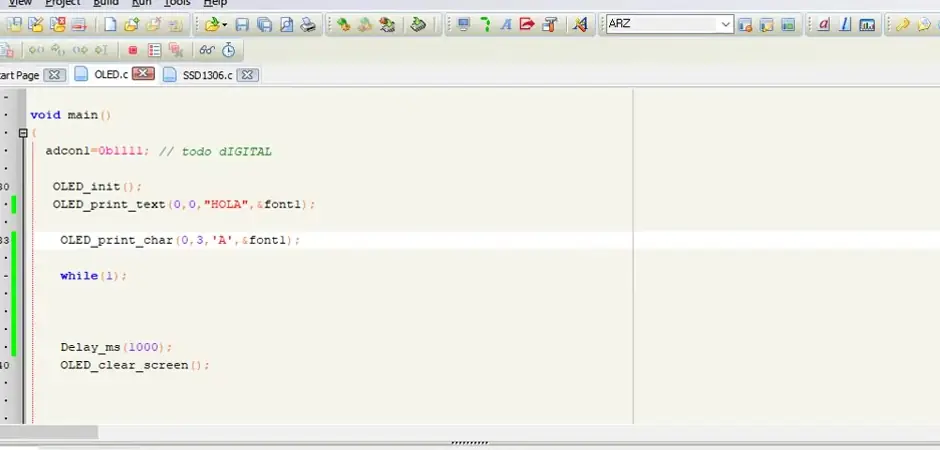 View Project Build Run Tools Help
ARZ
Start Page OLED.c SSD1306.c
void main()
{
adcon1=0b1111; // todo dIGITAL
30 OLED_init();
OLED_print_text(0,0,"HOLA",&font1);
33 OLED_print_char(0,3,'A',&font1);
while(1);
Delay_ms(1000);
40 OLED_clear_screen();